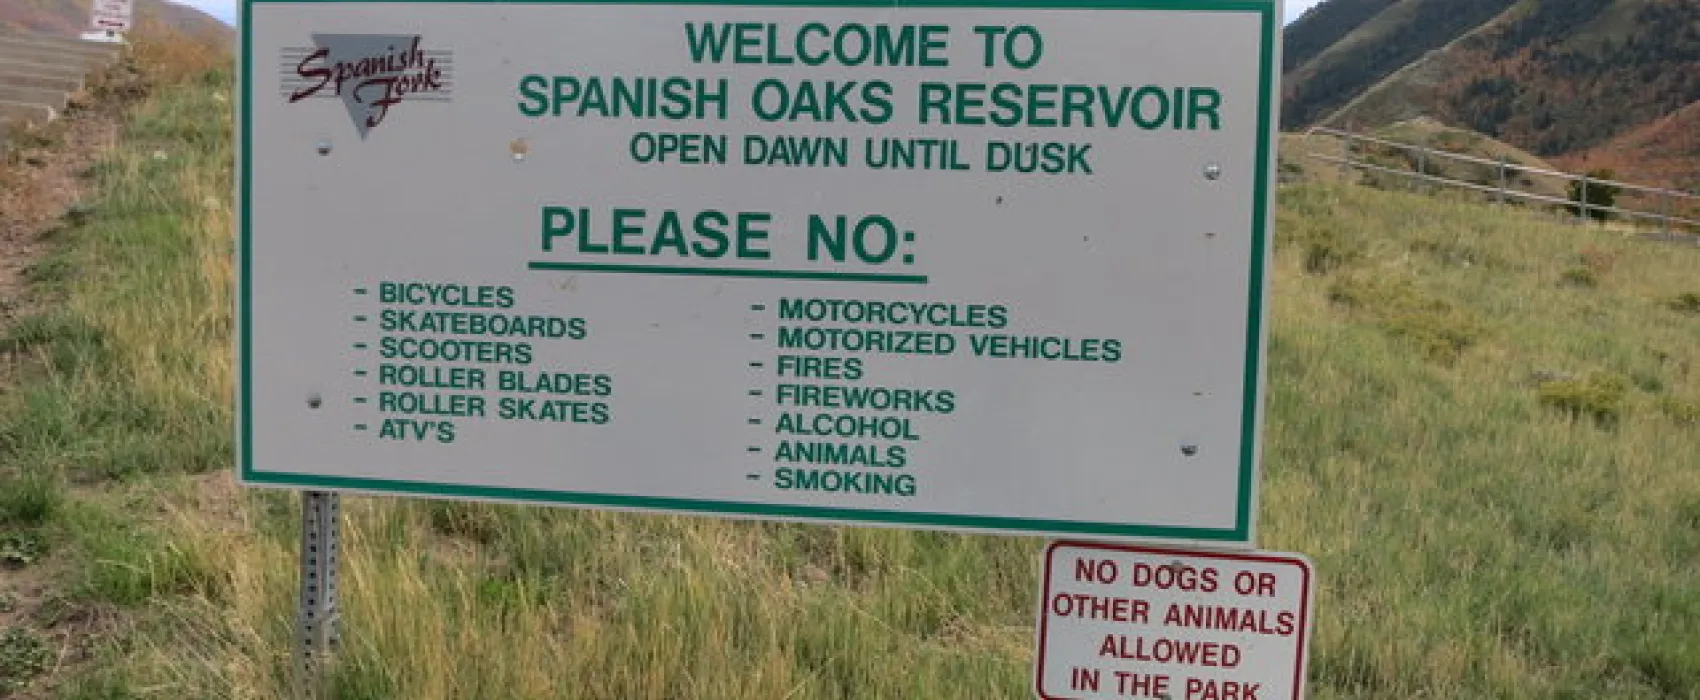 Spanish
Fork
WELCOME TO
SPANISH OAKS RESERVOIR
OPEN DAWN UNTIL DUSK
PLEASE NO:
- BICYCLES
- SKATEBOARDS
- SCOOTERS
- ROLLER BLADES
- ROLLER SKATES
- ATV'S
- MOTORCYCLES
- MOTORIZED VEHICLES
- FIRES
- FIREWORKS
- ALCOHOL
- ANIMALS
- SMOKING
NO DOGS OR
OTHER ANIMALS
ALLOWED
IN THE PARK